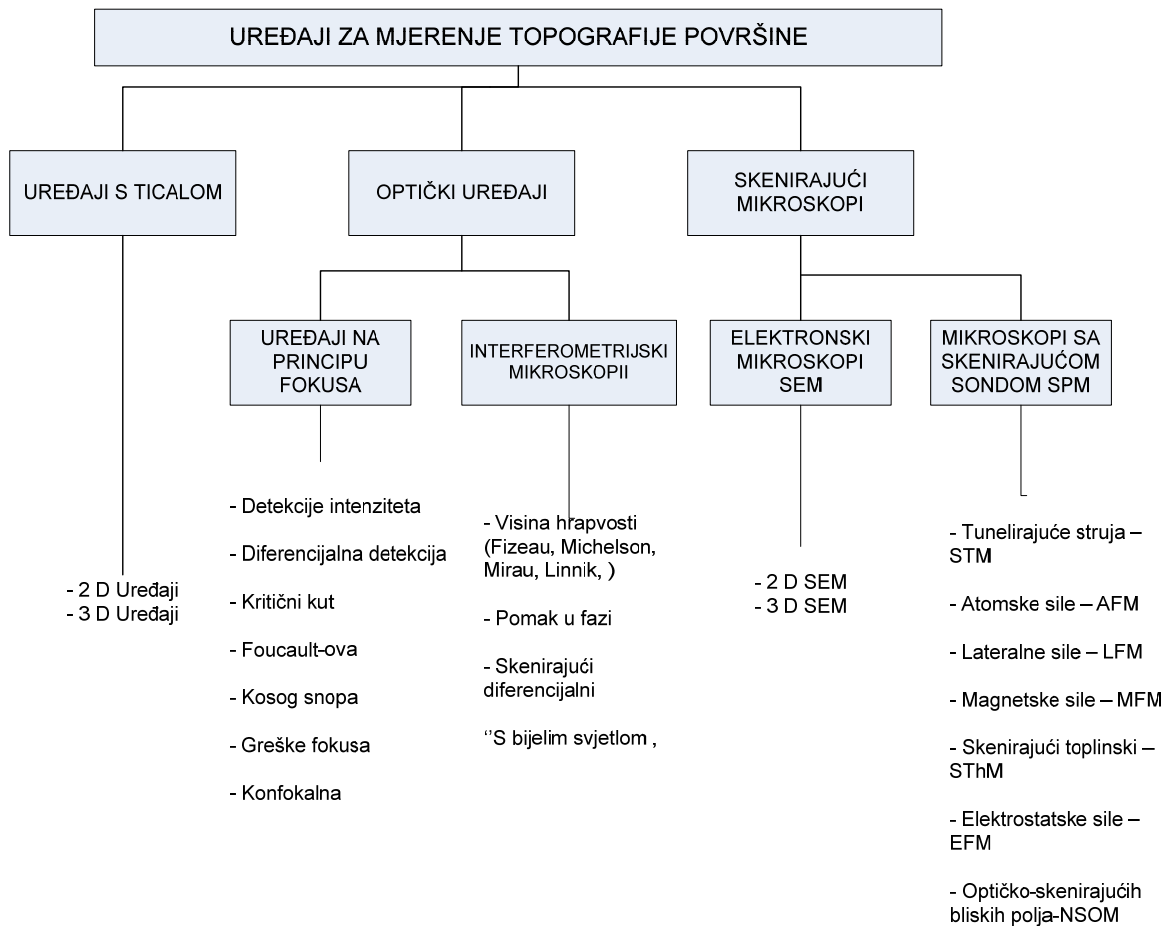 UREĐAJI ZA MJERENJE TOPOGRAFIJE POVRŠINE
UREĐAJI S TICALOM
OPTIČKI UREĐAJI
SKENIRAJUĆI
MIKROSKOPI
UREĐAJI NA
PRINCIPU
FOKUSA
INTERFEROMETRIJSKI
MIKROSKOPII
ELEKTRONSKI
MIKROSKOPI
SEM
MIKROSKOPI SA
SKENIRAJUĆOM
SONDOM SPM
- 2 D Uređaji
- 3 D Uređaji
- Detekcije intenziteta
- Diferencijalna detekcija
- Kritični kut
- Foucault-ova
- Kosog snopa
- Greške fokusa
- Konfokalna
- Visina hrapvosti
(Fizeau, Michelson,
Mirau, Linnik, )
- Pomak u fazi
- Skenirajući
diferencijalni
‘’S bijelim svjetlom ,
- 2 D SEM
- 3 D SEM
- Tunelirajuće struja –
STM
- Atomske sile – AFM
- Lateralne sile – LFM
- Magnetske sile – MFM
- Skenirajući toplinski –
SThM
- Elektrostatske sile –
EFM
- Optičko-skenirajućih
bliskih polja-NSOM